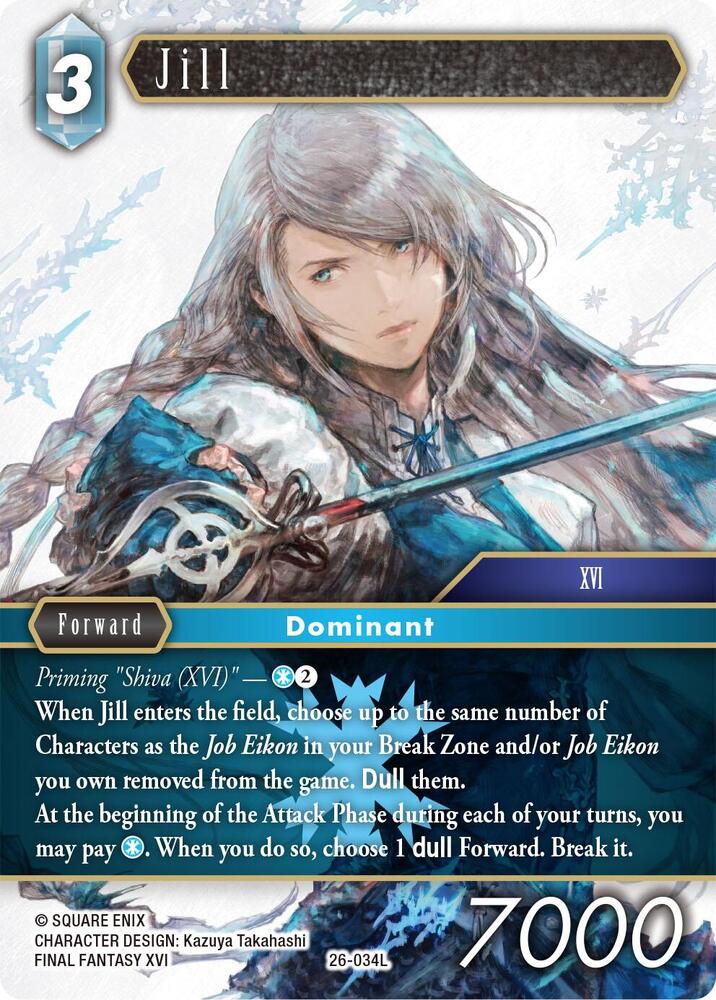 3
Jill
XVI
Forward
Dominant
Priming "Shiva (XVI)" — 2
When Jill enters the field, choose up to the same number of
Characters as the Job Eikon in your Break Zone and/or Job Eikon
you own removed from the game. Dull them.
At the beginning of the Attack Phase during each of your turns, you
may pay . When you do so, choose 1 dull Forward. Break it.
© SQUARE ENIX
CHARACTER DESIGN: Kazuya Takahashi
FINAL FANTASY XVI
26-034L
7000